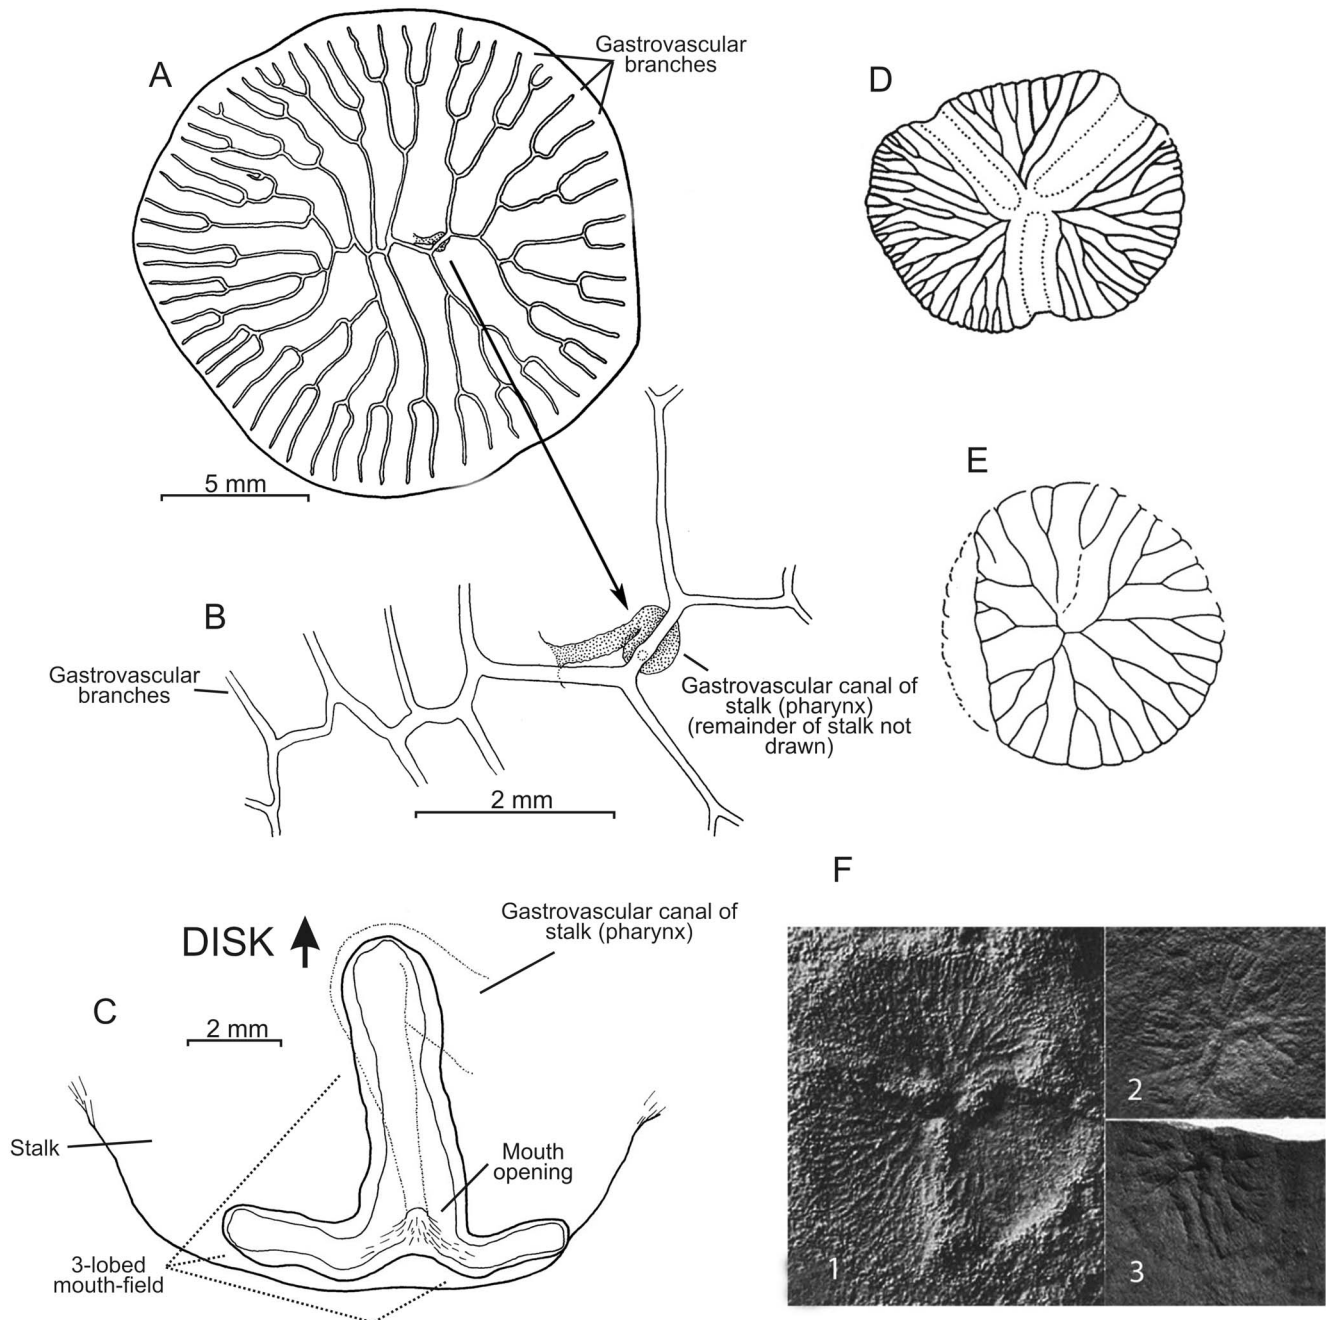 A
Gastrovascular
branches
D
5 mm
E
B
Gastrovascular
branches
Gastrovascular canal of
stalk (pharynx)
(remainder of stalk not
drawn)
2 mm
F
Gastrovascular canal of
stalk (pharynx)
DISK
C
2 mm
Stalk
Mouth
opening
3-lobed
mouth-field
1
2
3